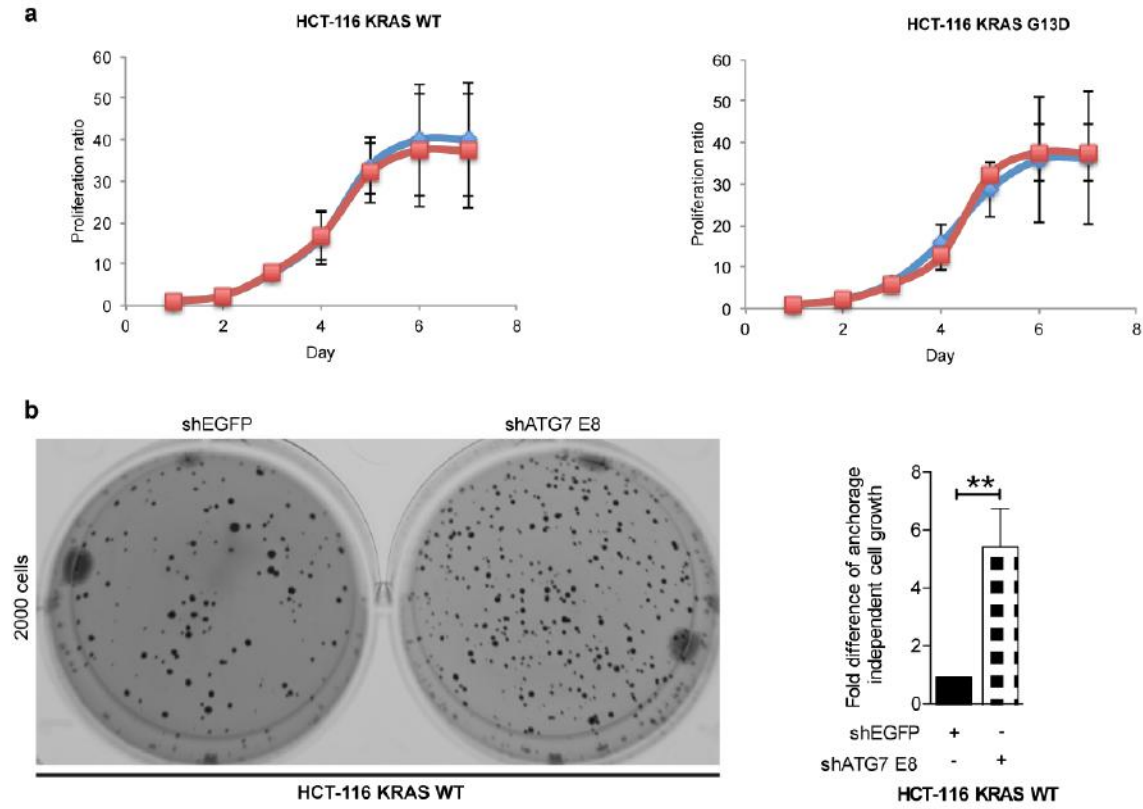 a
HCT-116 KRAS WT
HCT-116 KRAS G13D
60
50
40
30
20
10
0
Proliferation ratio
0
2
4
6
8
Day
60
50
40
30
20
10
0
Proliferation ratio
0
2
4
6
8
Day
b
shEGFP
shATG7 E8
2000 cells
HCT-116 KRAS WT
Fold difference of anchorage
independent cell growth
8
6
4
2
0
**
shEGFP + -
shATG7 E8 - +
HCT-116 KRAS WT